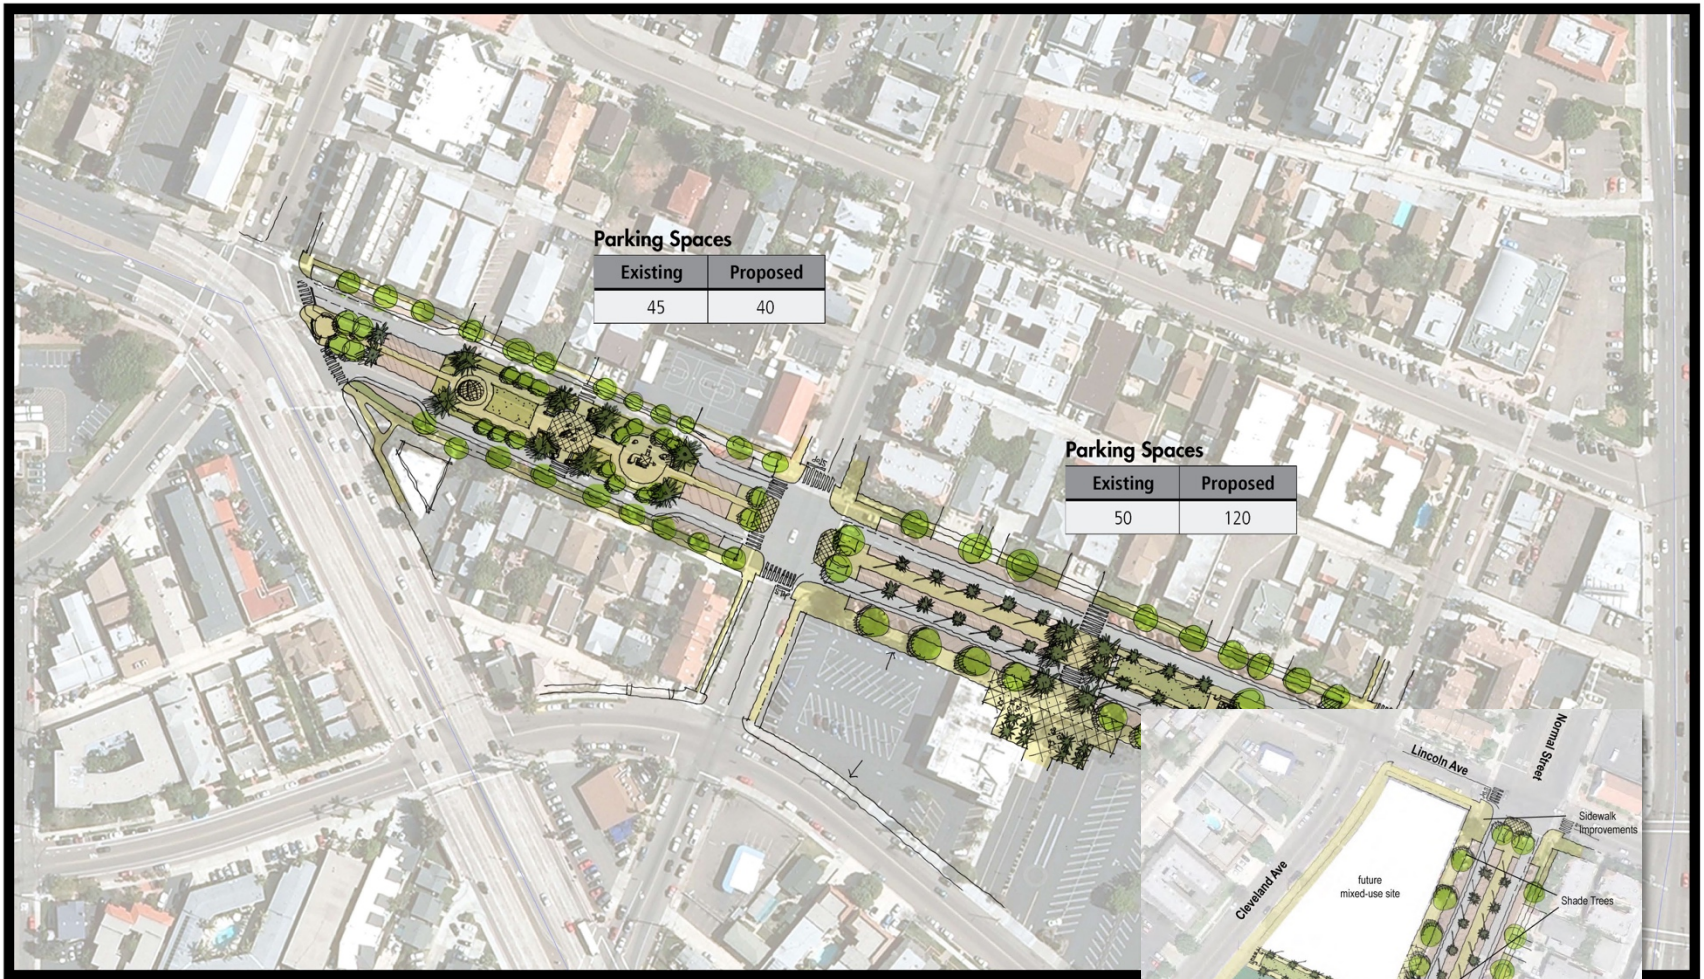 Parking Spaces
Existing Proposed
45 40
Parking Spaces
Existing Proposed
50 120
Normal Street
Lincoln Ave
Sidewalk
Improvements
Cleveland Ave
future
mixed-use site
Shade Trees
STOP